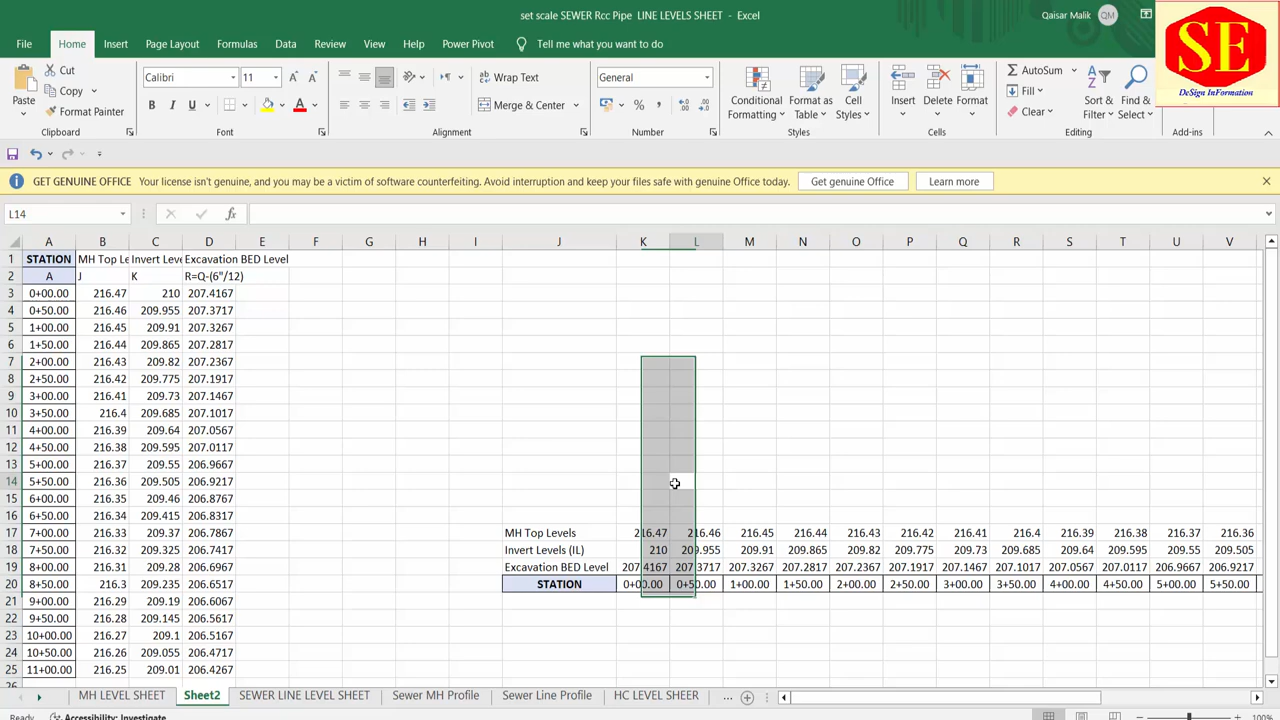 set scale SEWER Rcc Pipe LINE LEVELS SHEET - Excel
Qaisar Malik QM
SE
DeSign InFormation
File Home Insert Page Layout Formulas Data Review View Help Power Pivot Tell me what you want to do
Paste
Cut
Copy
Format Painter
Clipboard
Calibri 11
B I U
Font
Wrap Text
Merge & Center
Alignment
General
Number
Conditional Formatting
Format as Table
Cell Styles
Styles
Insert
Delete
Format
Cells
AutoSum
Fill
Clear
Sort & Filter
Find & Select
Editing
Add-ins
GET GENUINE OFFICE Your license isn't genuine, and you may be a victim of software counterfeiting. Avoid interruption and keep your files safe with genuine Office today. Get genuine Office Learn more
L14 fx
A B C D E F G H I J K L M N O P Q R S T U V
1 STATION MH Top Le Invert Leve Excavation BED Level
2 A J K R=Q-(6"/12)
3 0+00.00 216.47 210 207.4167
4 0+50.00 216.46 209.955 207.3717
5 1+00.00 216.45 209.91 207.3267
6 1+50.00 216.44 209.865 207.2817
7 2+00.00 216.43 209.82 207.2367
8 2+50.00 216.42 209.775 207.1917
9 3+00.00 216.41 209.73 207.1467
10 3+50.00 216.4 209.685 207.1017
11 4+00.00 216.39 209.64 207.0567
12 4+50.00 216.38 209.595 207.0117
13 5+00.00 216.37 209.55 206.9667
14 5+50.00 216.36 209.505 206.9217
15 6+00.00 216.35 209.46 206.8767
16 6+50.00 216.34 209.415 206.8317
17 7+00.00 216.33 209.37 206.7867 MH Top Levels 216.47 216.46 216.45 216.44 216.43 216.42 216.41 216.4 216.39 216.38 216.37 216.36
18 7+50.00 216.32 209.325 206.7417 Invert Levels (IL) 210 209.955 209.91 209.865 209.82 209.775 209.73 209.685 209.64 209.595 209.55 209.505
19 8+00.00 216.31 209.28 206.6967 Excavation BED Level 207.4167 207.3717 207.3267 207.2817 207.2367 207.1917 207.1467 207.1017 207.0567 207.0117 206.9667 206.9217
20 8+50.00 216.3 209.235 206.6517 STATION 0+00.00 0+50.00 1+00.00 1+50.00 2+00.00 2+50.00 3+00.00 3+50.00 4+00.00 4+50.00 5+00.00 5+50.00
21 9+00.00 216.29 209.19 206.6067
22 9+50.00 216.28 209.145 206.5617
23 10+00.00 216.27 209.1 206.5167
24 10+50.00 216.26 209.055 206.4717
25 11+00.00 216.25 209.01 206.4267
MH LEVEL SHEET Sheet2 SEWER LINE LEVEL SHEET Sewer MH Profile Sewer Line Profile HC LEVEL SHEER ...
Ready Accessibility: Investigate 100%